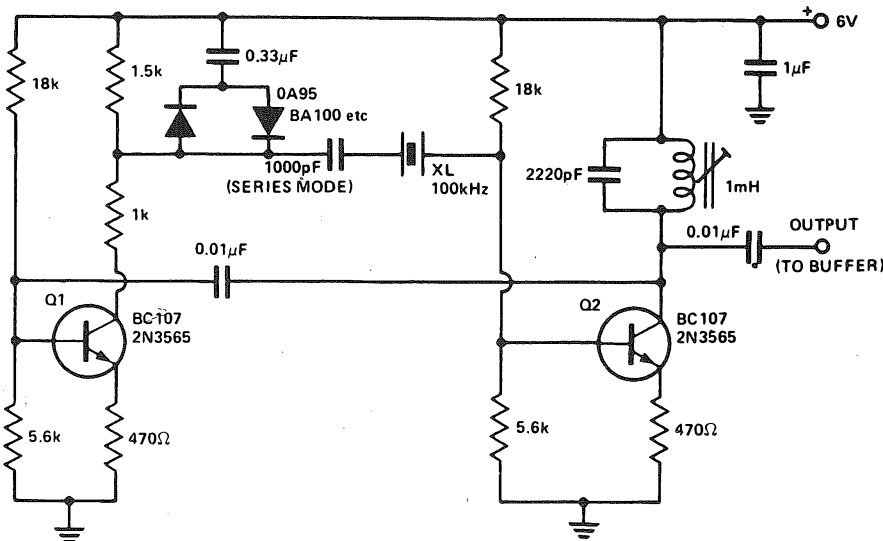 + 6V
0.33µF
1.5k
18k
0A95
BA100 etc
18k
1µF
1000pF
(SERIES MODE)
XL
100kHz
2220pF
1mH
1k
0.01µF
0.01µF
OUTPUT
(TO BUFFER)
Q1
BC107
2N3565
Q2
BC107
2N3565
5.6k
470Ω
5.6k
470Ω